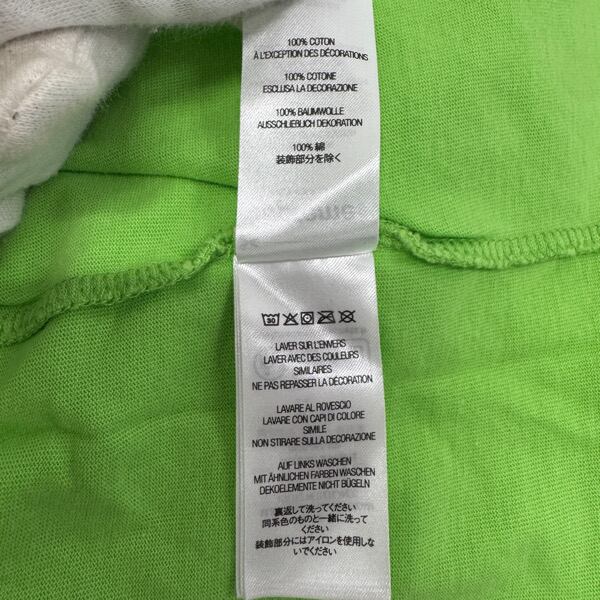 100% COTON
À L'EXCEPTION DES DÉCORATIONS
100% COTONE
ESCLUSA LA DECORAZIONE
100% BAUMWOLLE
AUSSCHLIEBLICH DEKORATION
100% 綿
装飾部分を除く
30
LAVER SUR L'ENVERS
LAVER AVEC DES COULEURS
SIMILAIRES
NE PAS REPASSER LA DÉCORATION
LAVARE AL ROVESCIO
LAVARE CON CAPI DI COLORE
SIMILE
NON STIRARE SULLA DECORAZIONE
AUF LINKS WASCHEN
MIT ÄHNLICHEN FARBEN WASCHEN
DEKOELEMENTE NICHT BÜGELN
裏返して洗ってください
同系色のものと一緒に洗って
ください
装飾部分にはアイロンを使用しな
いでください